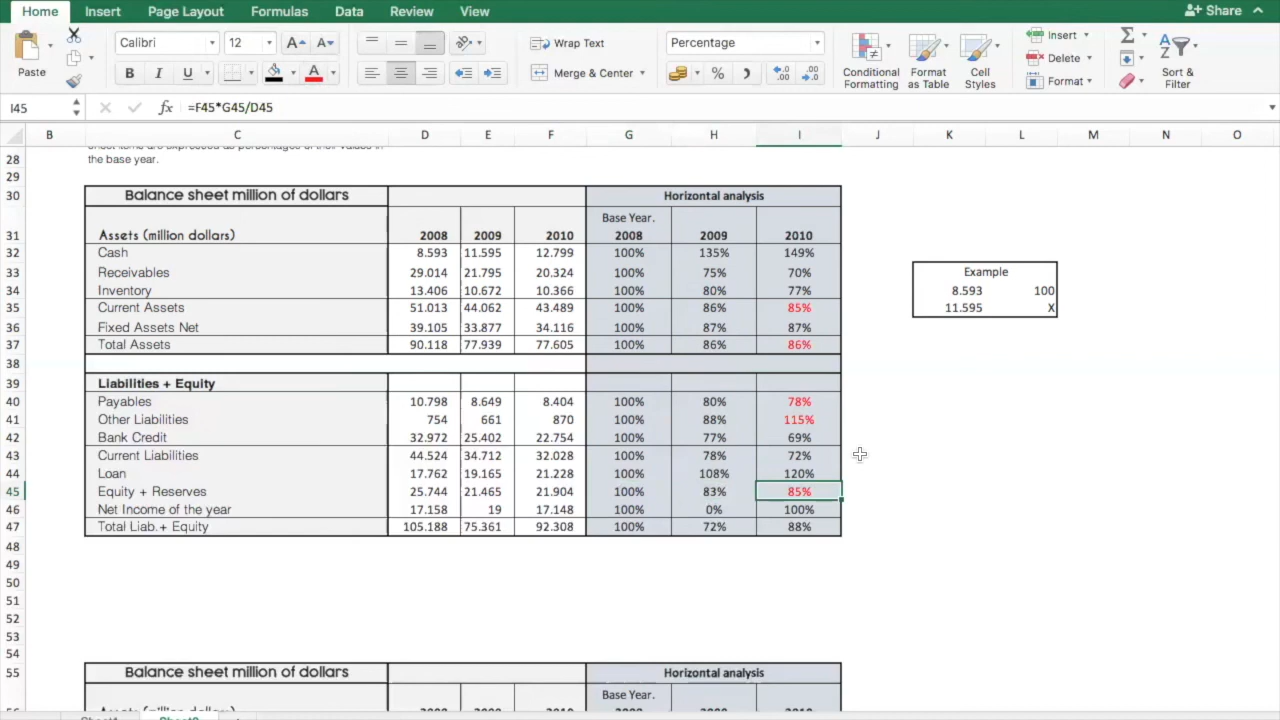 Home Insert Page Layout Formulas Data Review View Share
Calibri 12 Wrap Text Percentage Insert
Paste B I U Merge & Center % Conditional Formatting Format as Table Cell Styles Delete Format Sort & Filter
I45 fx =F45*G45/D45
B C D E F G H I J K L M N O
28 the base year.
29
30 Balance sheet million of dollars Horizontal analysis
Base Year.
31 Assets (million dollars) 2008 2009 2010 2008 2009 2010
32 Cash 8.593 11.595 12.799 100% 135% 149%
33 Receivables 29.014 21.795 20.324 100% 75% 70% Example
34 Inventory 13.406 10.672 10.366 100% 80% 77% 8.593 100
35 Current Assets 51.013 44.062 43.489 100% 86% 85% 11.595 X
36 Fixed Assets Net 39.105 33.877 34.116 100% 87% 87%
37 Total Assets 90.118 77.939 77.605 100% 86% 86%
38
39 Liabilities + Equity
40 Payables 10.798 8.649 8.404 100% 80% 78%
41 Other Liabilities 754 661 870 100% 88% 115%
42 Bank Credit 32.972 25.402 22.754 100% 77% 69%
43 Current Liabilities 44.524 34.712 32.028 100% 78% 72%
44 Loan 17.762 19.165 21.228 100% 108% 120%
45 Equity + Reserves 25.744 21.465 21.904 100% 83% 85%
46 Net Income of the year 17.158 19 17.148 100% 0% 100%
47 Total Liab.+ Equity 105.188 75.361 92.308 100% 72% 88%
48
49
50
51
52
53
54
55 Balance sheet million of dollars Horizontal analysis
Base Year.